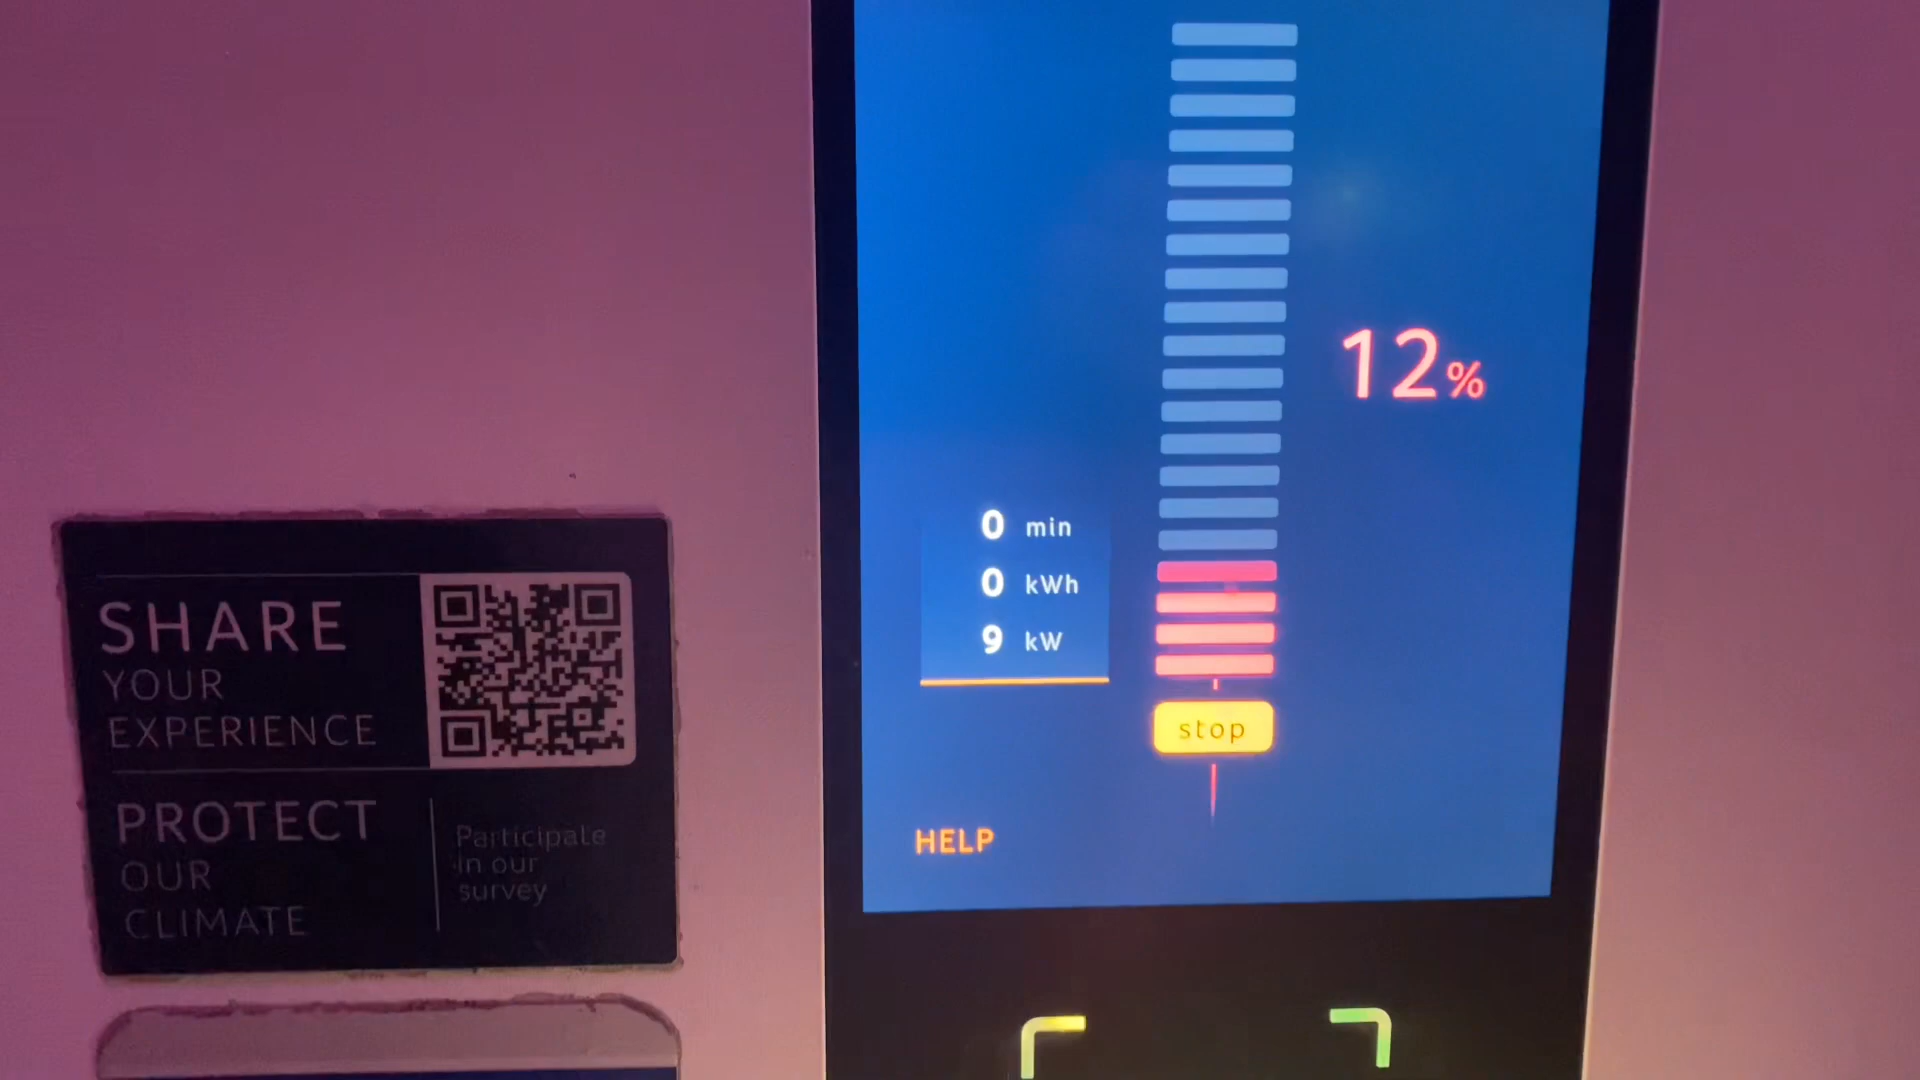 SHARE
YOUR
EXPERIENCE
PROTECT
OUR
CLIMATE
Participate
in our
survey
12%
0 min
0 kWh
9 kW
stop
HELP